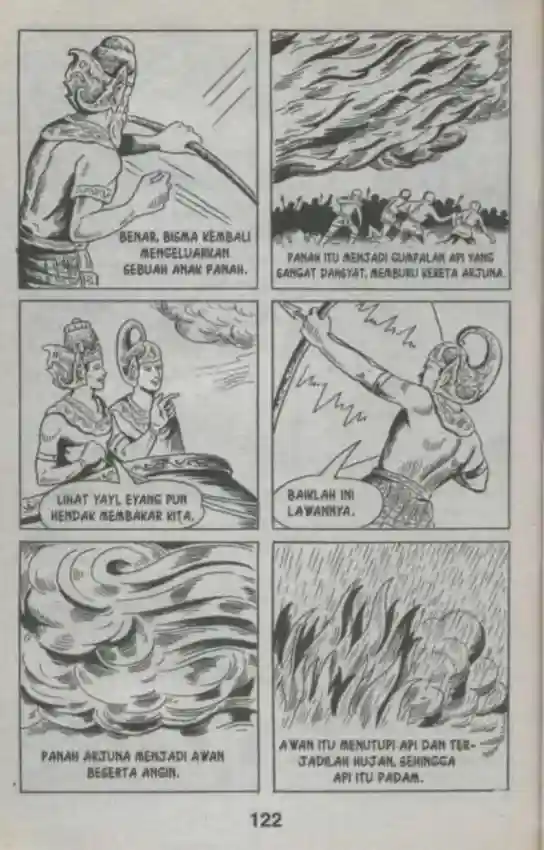 BENAR, BISMA KEMBALI
MENGELUARKAN
SEBUAH ANAK PANAH.
PANAH ITU MENJADI GUMPALAN API YANG
SANGAT DAHSYAT, MEMBURU KERETA ARJUNA.
LIHAT YAYI, EYANG PUN
HENDAK MEMBAKAR KITA.
BAIKLAH INI
LAWANNYA.
PANAH ARJUNA MENJADI AWAN
BESERTA ANGIN.
AWAN ITU MENUTUPI API DAN TER-
JADILAH HUJAN, SEHINGGA
API ITU PADAM.
122